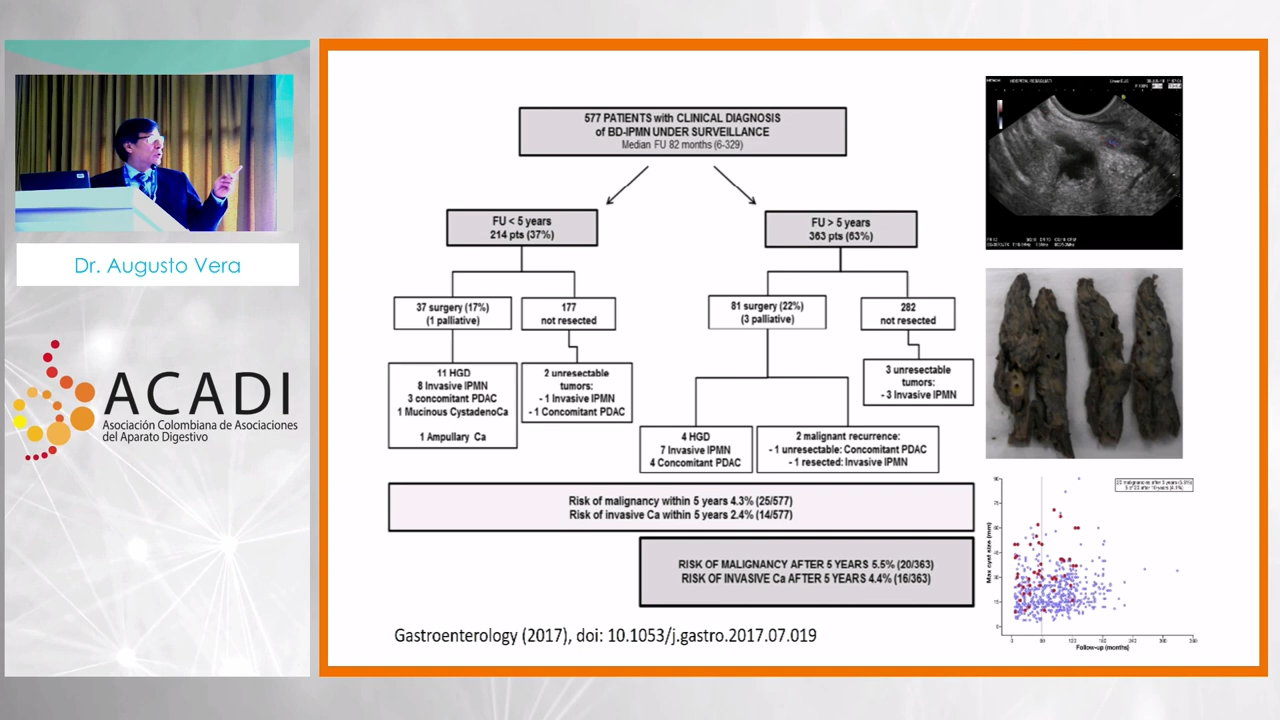 Dr. Augusto Vera
ACADI
Asociación Colombiana de Asociaciones
del Aparato Digestivo
577 PATIENTS with CLINICAL DIAGNOSIS
of BD-IPMN UNDER SURVEILLANCE
Median FU 82 months (6-329)
FU < 5 years
214 pts (37%)
FU > 5 years
363 pts (63%)
37 surgery (17%)
(1 palliative)
177
not resected
81 surgery (22%)
(3 palliative)
282
not resected
11 HGD
8 Invasive IPMN
3 concomitant PDAC
1 Mucinous CystadenoCa
1 Ampullary Ca
2 unresectable
tumors:
- 1 Invasive IPMN
- 1 Concomitant PDAC
3 unresectable
tumors:
- 3 Invasive IPMN
4 HGD
7 Invasive IPMN
4 Concomitant PDAC
2 malignant recurrence:
- 1 unresectable: Concomitant PDAC
- 1 resected: Invasive IPMN
Risk of malignancy within 5 years 4.3% (25/577)
Risk of invasive Ca within 5 years 2.4% (14/577)
RISK OF MALIGNANCY AFTER 5 YEARS 5.5% (20/363)
RISK OF INVASIVE Ca AFTER 5 YEARS 4.4% (16/363)
Gastroenterology (2017), doi: 10.1053/j.gastro.2017.07.019
Max cyst size (mm)
Follow-up (months)